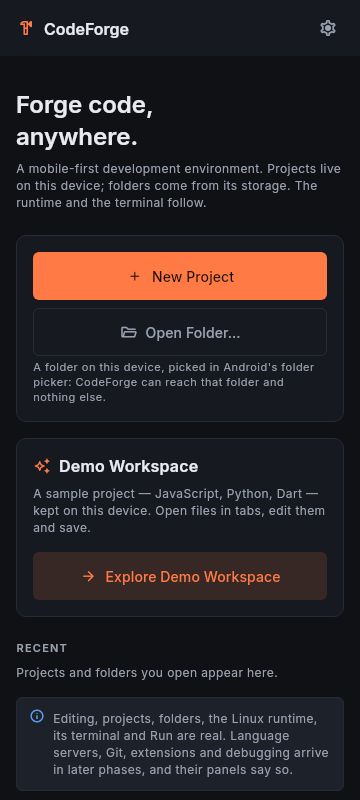 CodeForge
Forge code,
anywhere.
A mobile-first development environment. Projects live
on this device; folders come from its storage. The
runtime and the terminal follow.
New Project
Open Folder...
A folder on this device, picked in Android's folder
picker: CodeForge can reach that folder and
nothing else.
Demo Workspace
A sample project — JavaScript, Python, Dart —
kept on this device. Open files in tabs, edit them
and save.
Explore Demo Workspace
RECENT
Projects and folders you open appear here.
Editing, projects, folders, the Linux runtime,
its terminal and Run are real. Language
servers, Git, extensions and debugging arrive
in later phases, and their panels say so.